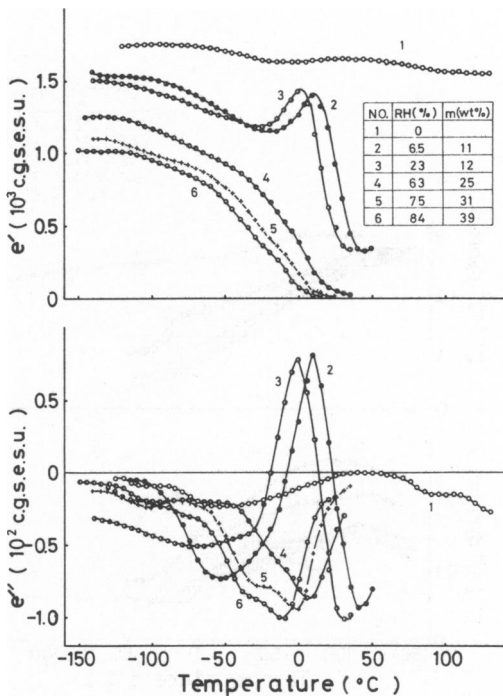 e′ ( 10³ c.g.s.e.s.u. )
1.5
1.0
0.5
0
1
3
2
4
5
6
NO. RH(%) m(wt%)
1 0
2 6.5 11
3 23 12
4 63 25
5 75 31
6 84 39
e″ ( 10² c.g.s.e.s.u. )
0.5
0
-0.5
-1.0
3
2
1
4
5
6
-150 -100 -50 0 50 100
Temperature ( °C )